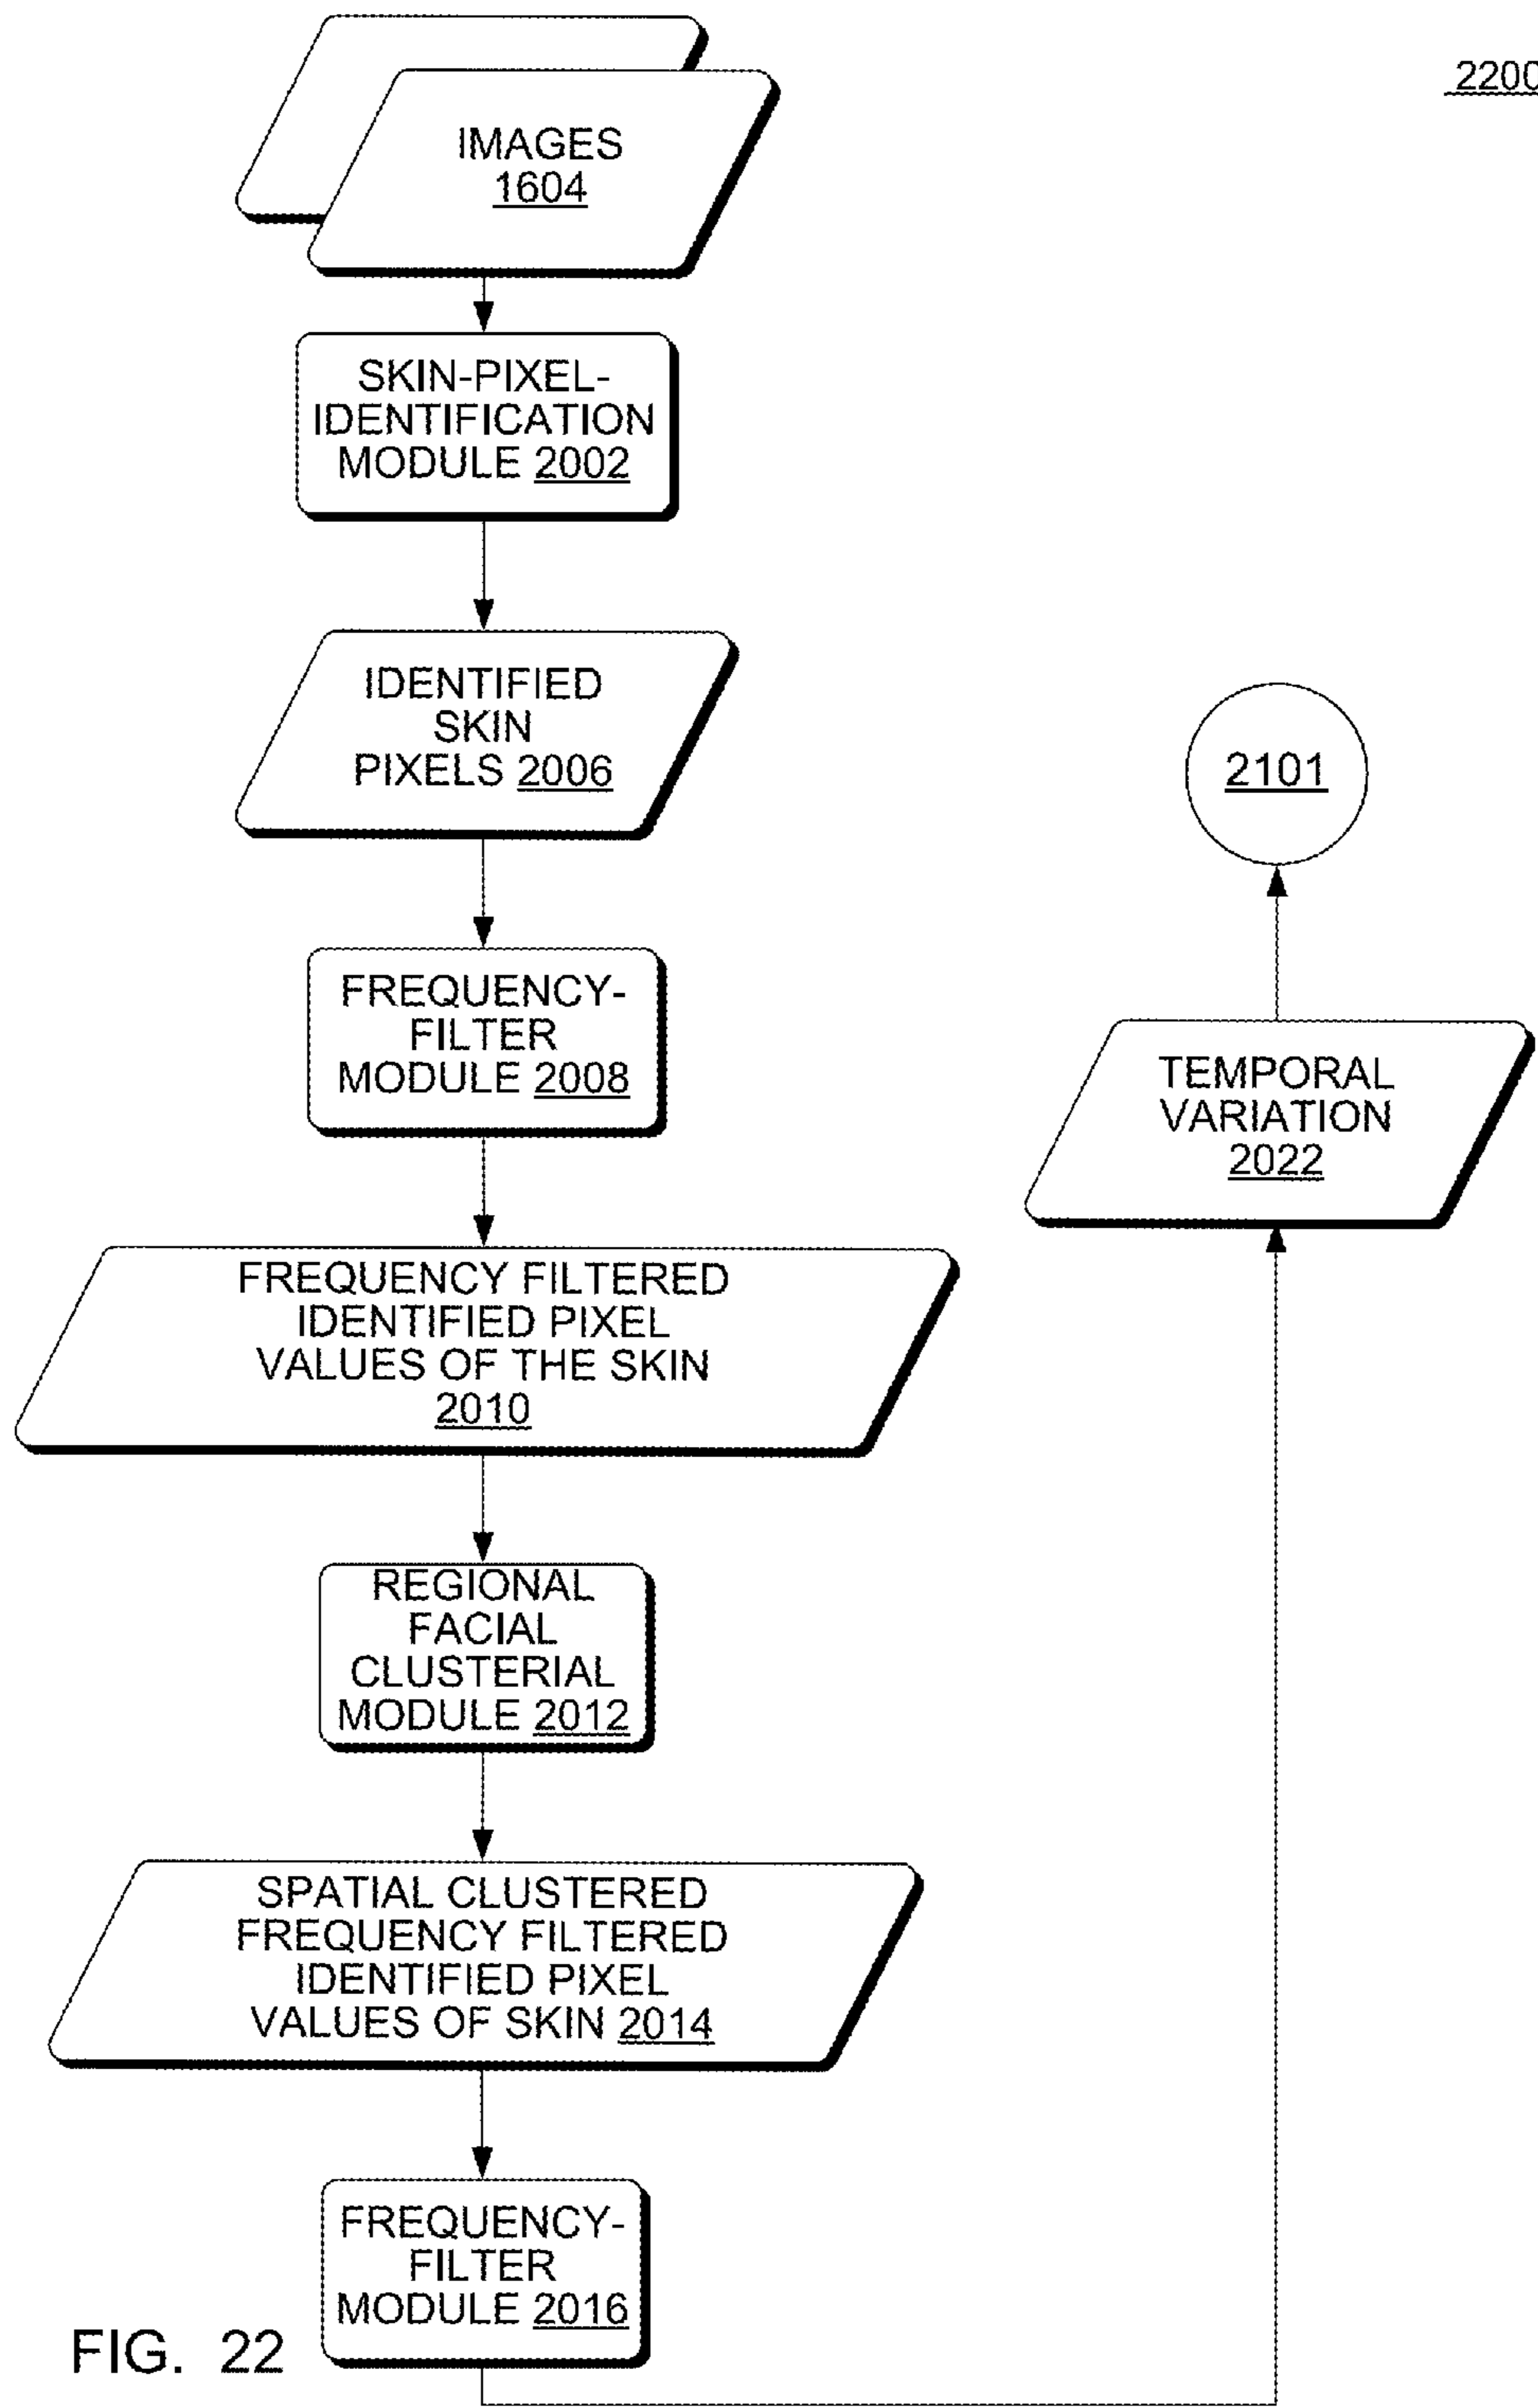 2200
IMAGES
1604
SKIN-PIXEL-
IDENTIFICATION
MODULE 2002
IDENTIFIED
SKIN
PIXELS 2006
FREQUENCY-
FILTER
MODULE 2008
FREQUENCY FILTERED
IDENTIFIED PIXEL
VALUES OF THE SKIN
2010
REGIONAL
FACIAL
CLUSTERIAL
MODULE 2012
SPATIAL CLUSTERED
FREQUENCY FILTERED
IDENTIFIED PIXEL
VALUES OF SKIN 2014
FREQUENCY-
FILTER
MODULE 2016
TEMPORAL
VARIATION
2022
2101
FIG. 22